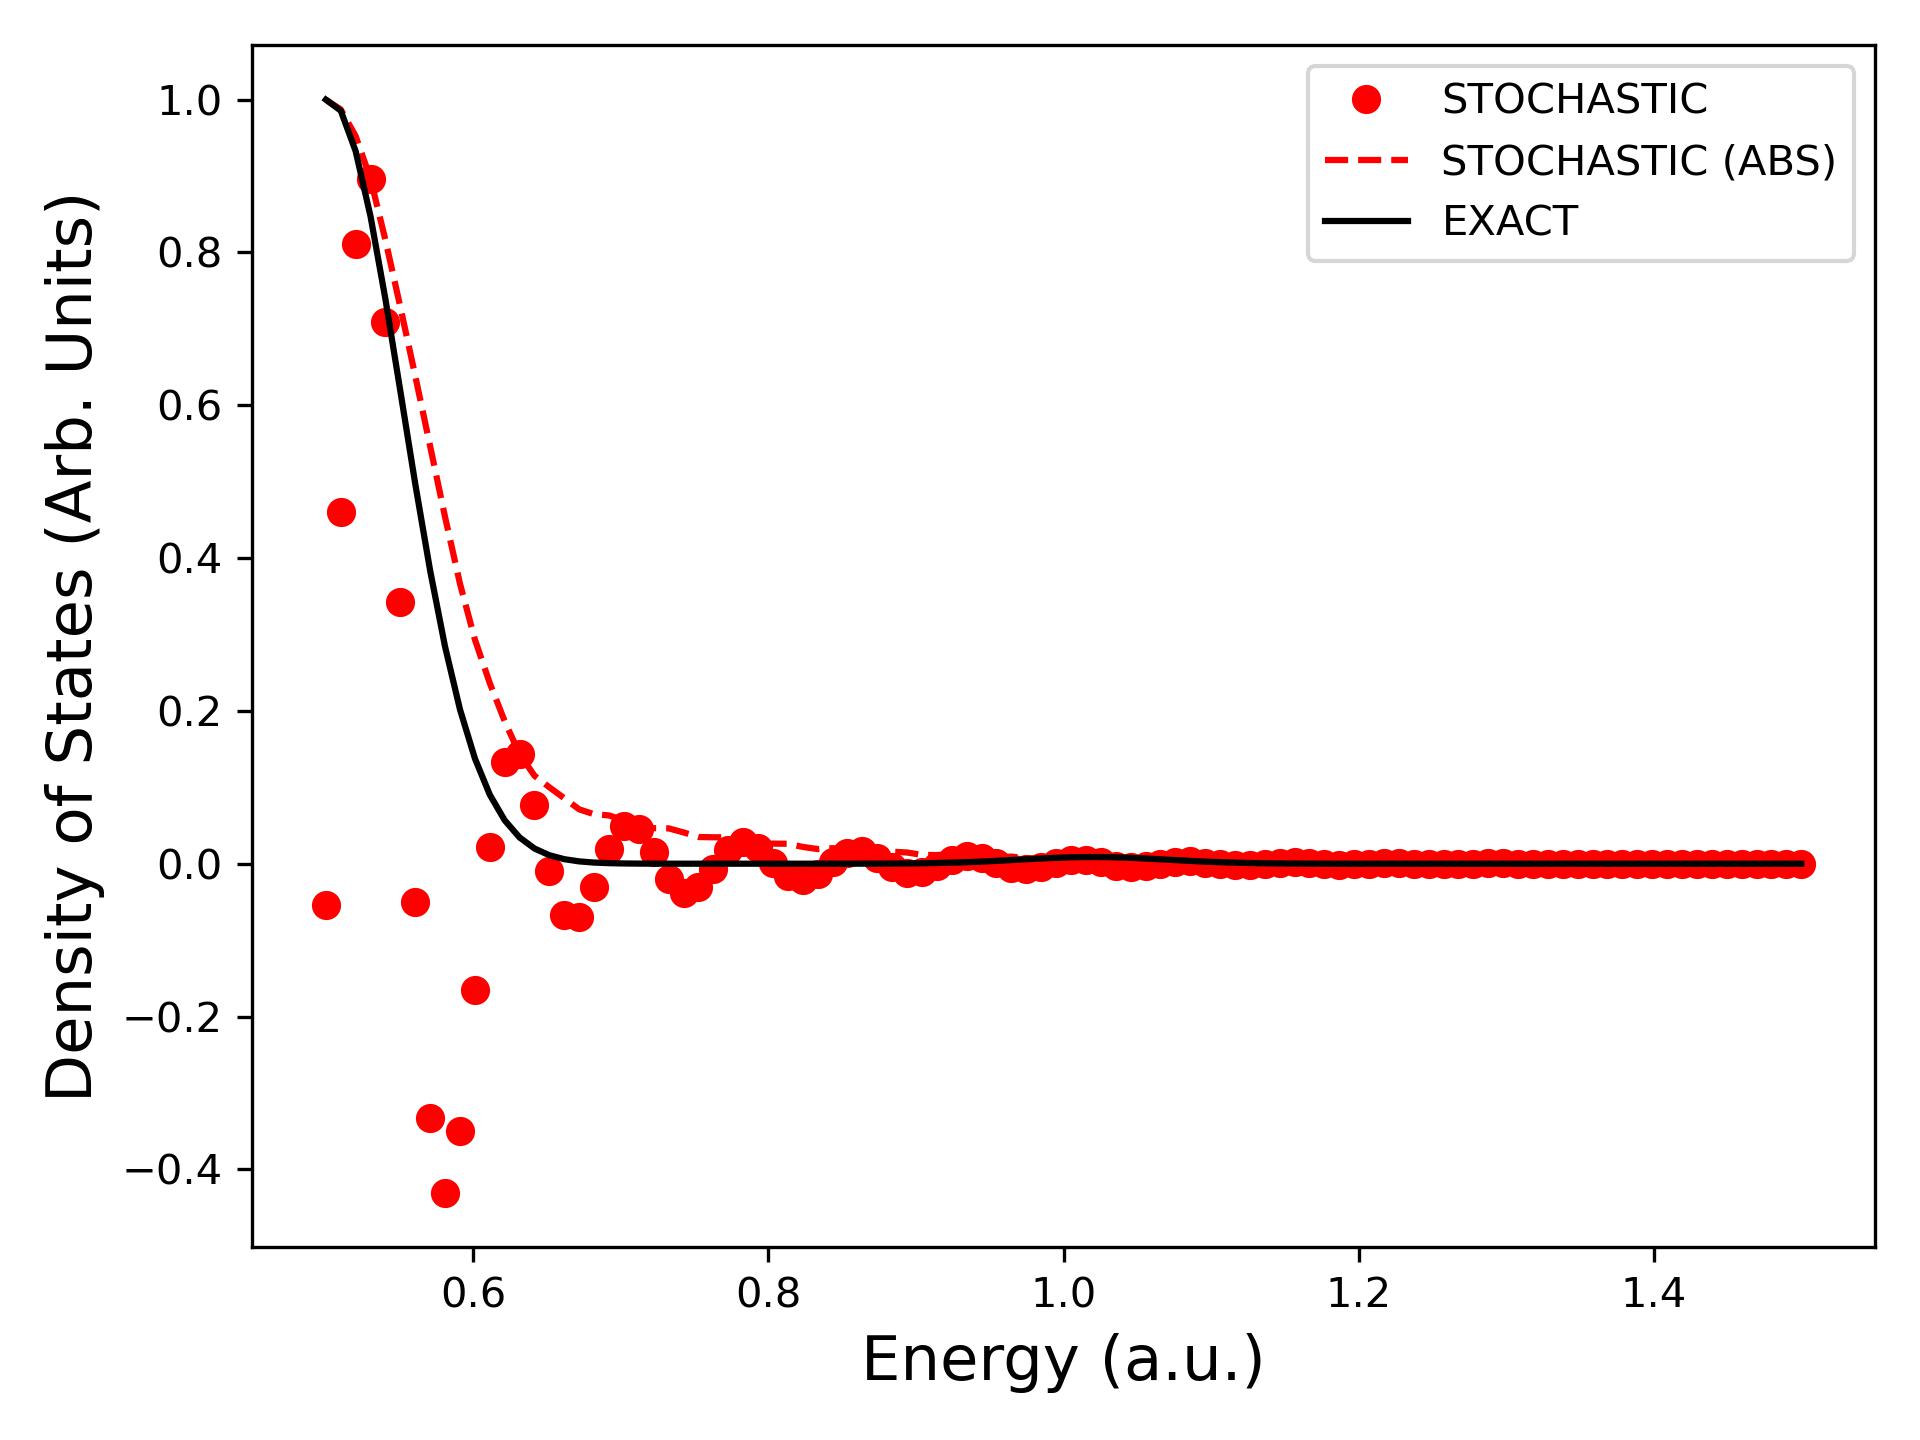 STOCHASTIC
STOCHASTIC (ABS)
EXACT
Density of States (Arb. Units)
1.0
0.8
0.6
0.4
0.2
0.0
−0.2
−0.4
0.6 0.8 1.0 1.2 1.4
Energy (a.u.)